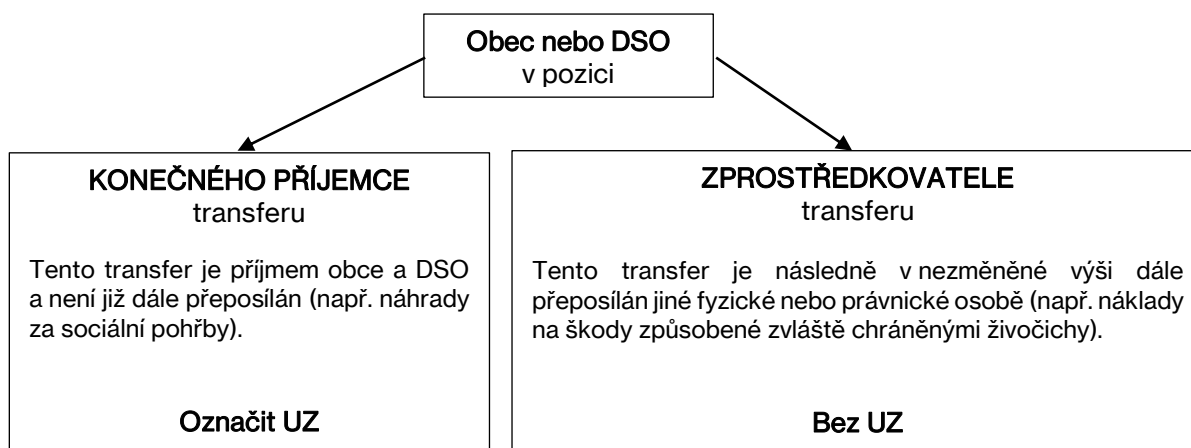 Obec nebo DSO
v pozici
KONEČNÉHO PŘÍJEMCE
transferu
Tento transfer je příjmem obce a DSO
a není již dále přeposílán (např. náhrady
za sociální pohřby).
Označit UZ
ZPROSTŘEDKOVATELE
transferu
Tento transfer je následně v nezměněné výši dále
přeposílán jiné fyzické nebo právnické osobě (např. náklady
na škody způsobené zvláště chráněnými živočichy).
Bez UZ